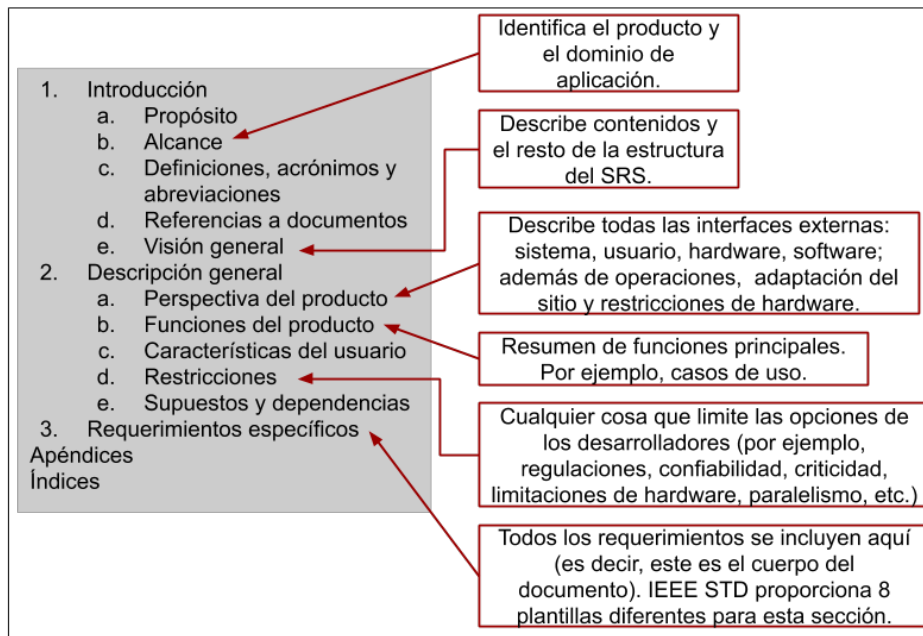 1. Introducción
a. Propósito
b. Alcance
c. Definiciones, acrónimos y
abreviaciones
d. Referencias a documentos
e. Visión general
2. Descripción general
a. Perspectiva del producto
b. Funciones del producto
c. Características del usuario
d. Restricciones
e. Supuestos y dependencias
3. Requerimientos específicos
Apéndices
Índices
Identifica el producto y
el dominio de
aplicación.
Describe contenidos y
el resto de la estructura
del SRS.
Describe todas las interfaces externas:
sistema, usuario, hardware, software;
además de operaciones, adaptación del
sitio y restricciones de hardware.
Resumen de funciones principales.
Por ejemplo, casos de uso.
Cualquier cosa que limite las opciones de
los desarrolladores (por ejemplo,
regulaciones, confiabilidad, criticidad,
limitaciones de hardware, paralelismo, etc.)
Todos los requerimientos se incluyen aquí
(es decir, este es el cuerpo del
documento). IEEE STD proporciona 8
plantillas diferentes para esta sección.